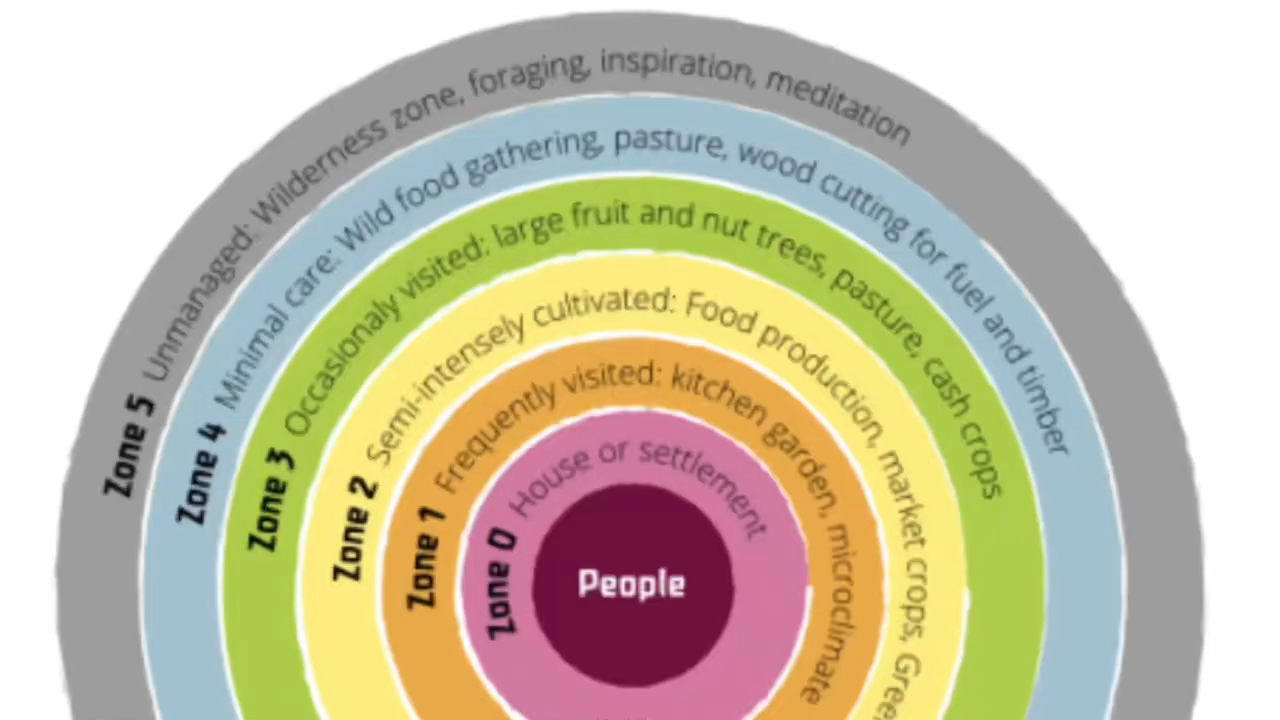 Zone 5 Unmanaged: Wilderness zone, foraging, inspiration, meditation
Zone 4 Minimal care: Wild food gathering, pasture, wood cutting for fuel and timber
Zone 3 Occasionaly visited: large fruit and nut trees, pasture, cash crops
Zone 2 Semi-intensely cultivated: Food production, market crops,
Zone 1 Frequently visited: kitchen garden, microclimate
Zone 0 House or settlement
People